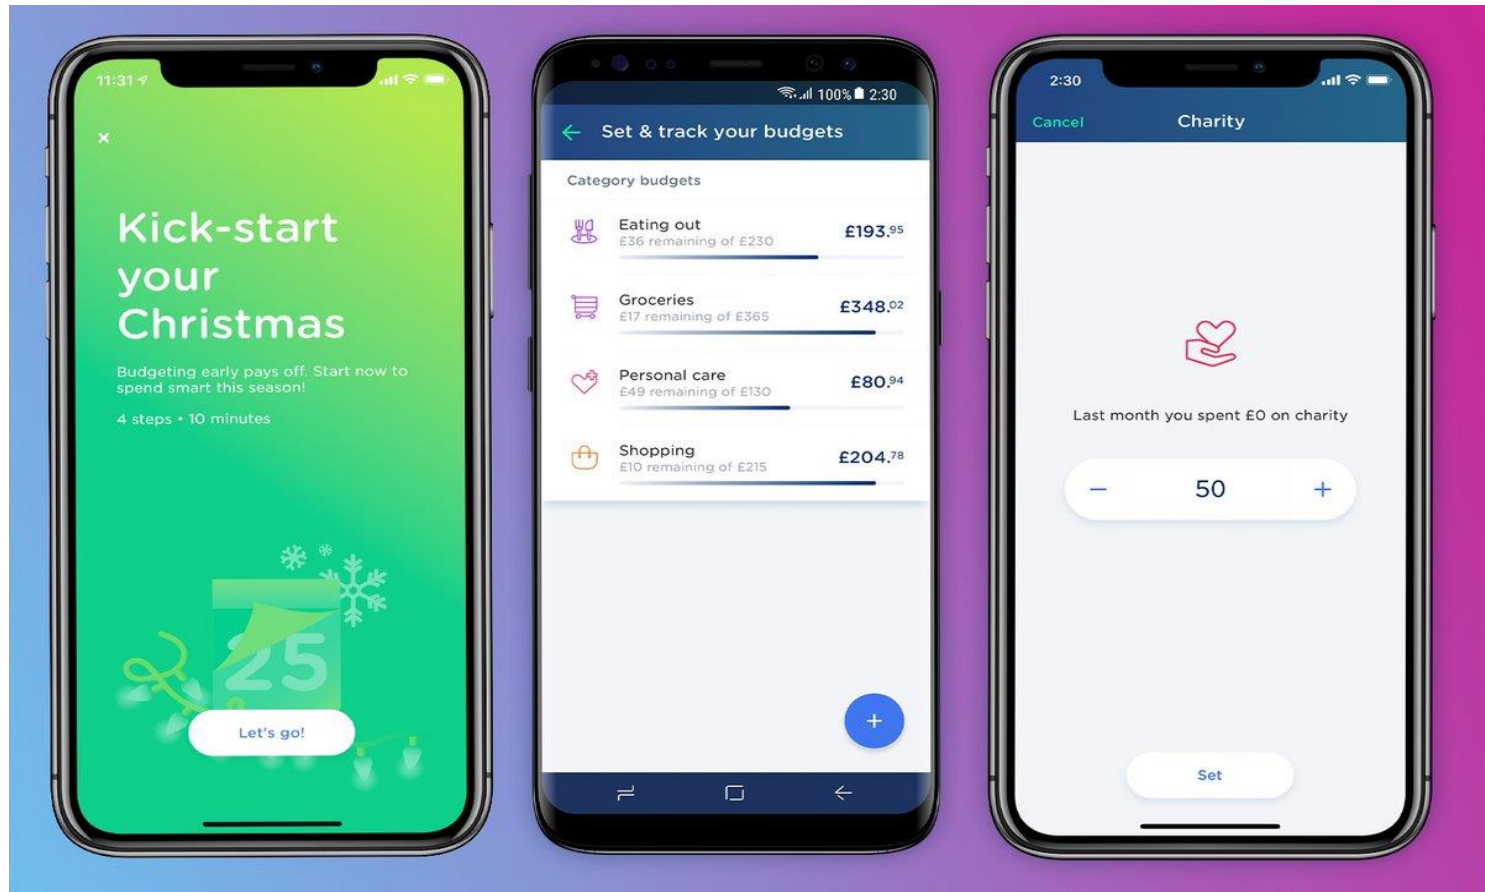 11:31
Kick-start
your
Christmas
Budgeting early pays off. Start now to
spend smart this season!
4 steps • 10 minutes
25
Let's go!
100% 2:30
Set & track your budgets
Category budgets
Eating out
£36 remaining of £230
£193.95
Groceries
£17 remaining of £365
£348.02
Personal care
£49 remaining of £130
£80.94
Shopping
£10 remaining of £215
£204.78
+
2:30
Cancel
Charity
Last month you spent £0 on charity
− 50 +
Set